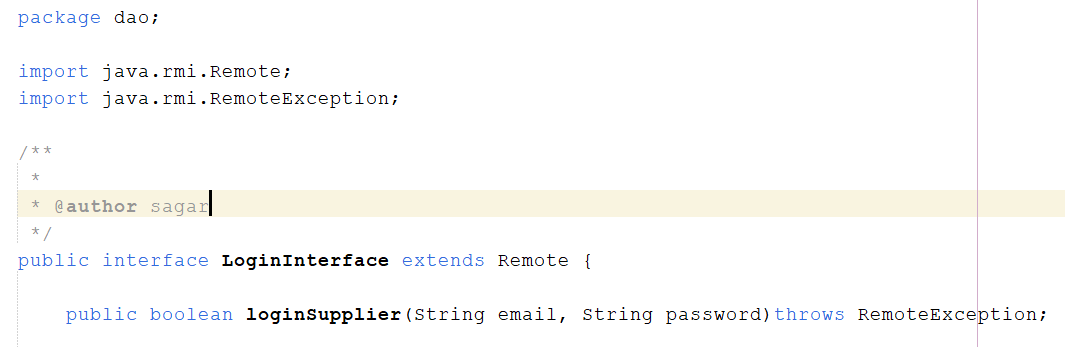 package dao;
import java.rmi.Remote;
import java.rmi.RemoteException;
/**
*
* @author sagar
*/
public interface LoginInterface extends Remote {
public boolean loginSupplier(String email, String password)throws RemoteException;